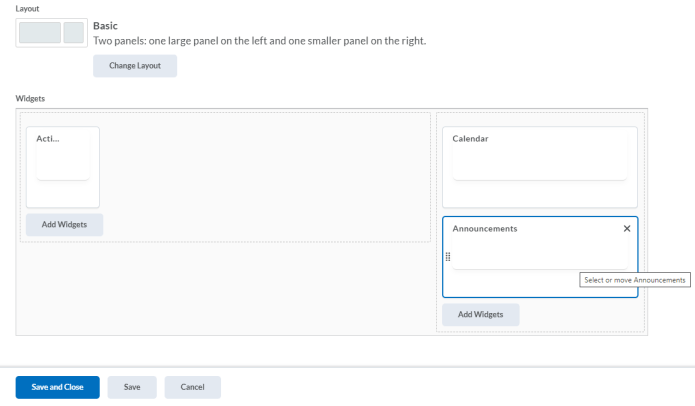 Layout
Basic
Two panels: one large panel on the left and one smaller panel on the right.
Change Layout
Widgets
Acti...
Add Widgets
Calendar
Announcements
Select or move Announcements
Add Widgets
Save and Close
Save
Cancel